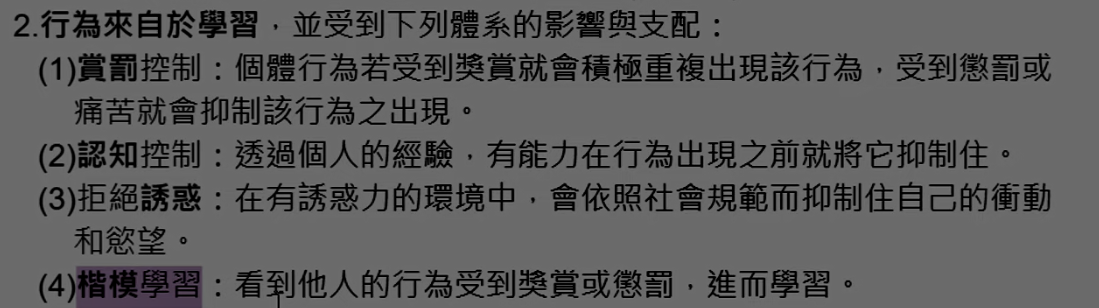 2.行為來自於學習，並受到下列體系的影響與支配：
(1)賞罰控制：個體行為若受到獎賞就會積極重複出現該行為，受到懲罰或
痛苦就會抑制該行為之出現。
(2)認知控制：透過個人的經驗，有能力在行為出現之前就將它抑制住。
(3)拒絕誘惑：在有誘惑力的環境中，會依照社會規範而抑制住自己的衝動
和慾望。
(4)楷模學習：看到他人的行為受到獎賞或懲罰，進而學習。